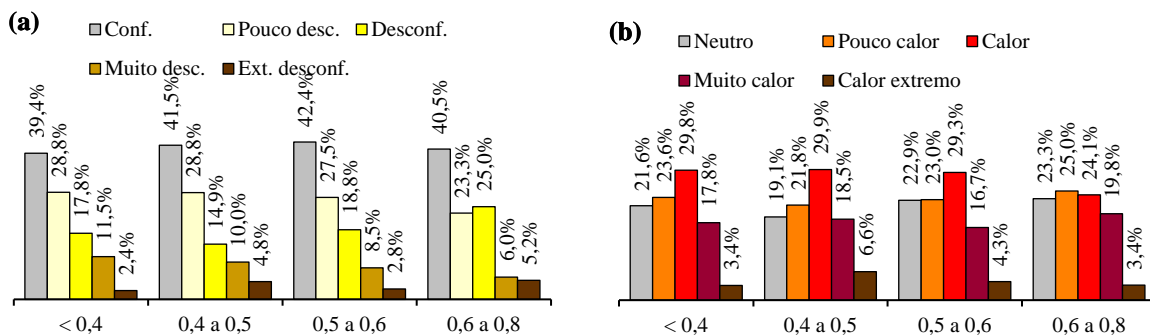 (a)
Conf. Pouco desc. Desconf.
Muito desc. Ext. desconf.
39,4% 28,8% 17,8% 11,5% 2,4%
41,5% 28,8% 14,9% 10,0% 4,8%
42,4% 27,5% 18,8% 8,5% 2,8%
40,5% 23,3% 25,0% 6,0% 5,2%
< 0,4 0,4 a 0,5 0,5 a 0,6 0,6 a 0,8
(b)
Neutro Pouco calor Calor
Muito calor Calor extremo
21,6% 23,6% 29,8% 17,8% 3,4%
19,1% 21,8% 29,9% 18,5% 6,6%
22,9% 23,0% 29,3% 16,7% 4,3%
23,3% 25,0% 24,1% 19,8% 3,4%
< 0,4 0,4 a 0,5 0,5 a 0,6 0,6 a 0,8